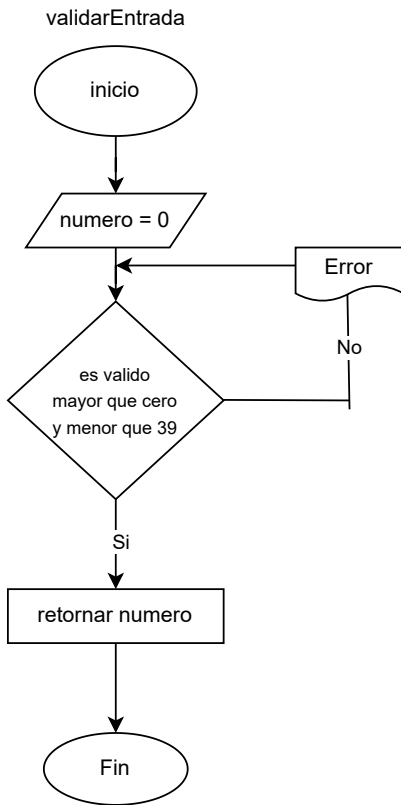 validarEntrada
inicio
numero = 0
Error
No
es valido
mayor que cero
y menor que 39
Si
retornar numero
Fin